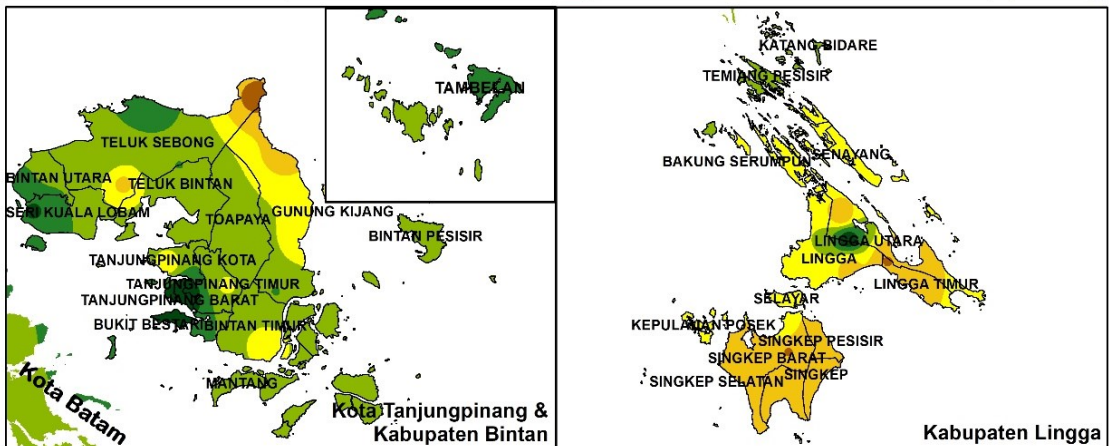 TAMBELAN
TELUK SEBONG
BINTAN UTARA
TELUK BINTAN
SERI KUALA LOBAM
TOAPAYA
GUNUNG KIJANG
BINTAN PESISIR
TANJUNGPINANG KOTA
TANJUNGPINANG TIMUR
TANJUNGPINANG BARAT
BUKIT BESTARI
BINTAN TIMUR
MANTANG
Kota Batam
Kota Tanjungpinang &
Kabupaten Bintan
KATANG BIDARE
TEMIANG PESISIR
BAKUNG SERUMPUN
SENAYANG
LINGGA UTARA
LINGGA
LINGGA TIMUR
SELAYAR
KEPULAUAN POSEK
SINGKEP PESISIR
SINGKEP BARAT
SINGKEP SELATAN
SINGKEP
Kabupaten Lingga